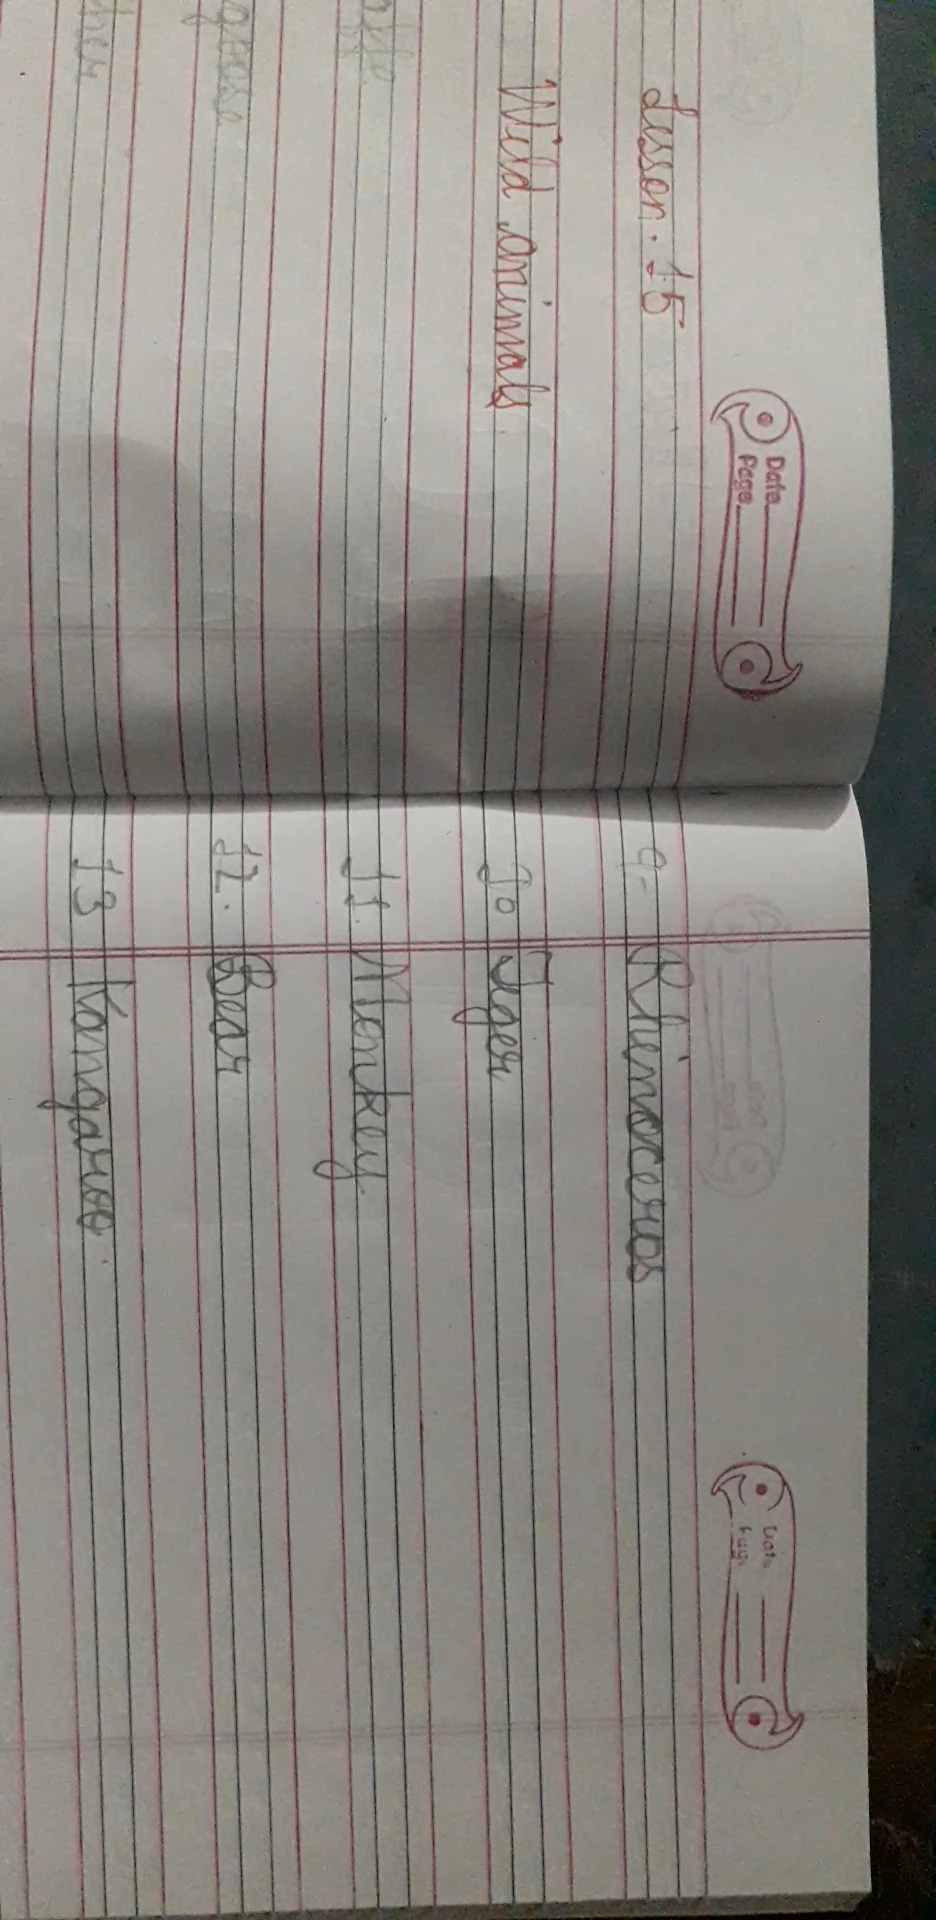 Date
Page
Lesson. 15
Wild animals
Date
Page
9- Rhinoceros
10 Tiger
11. Monkey
12. Bear
13 Kangaroo.